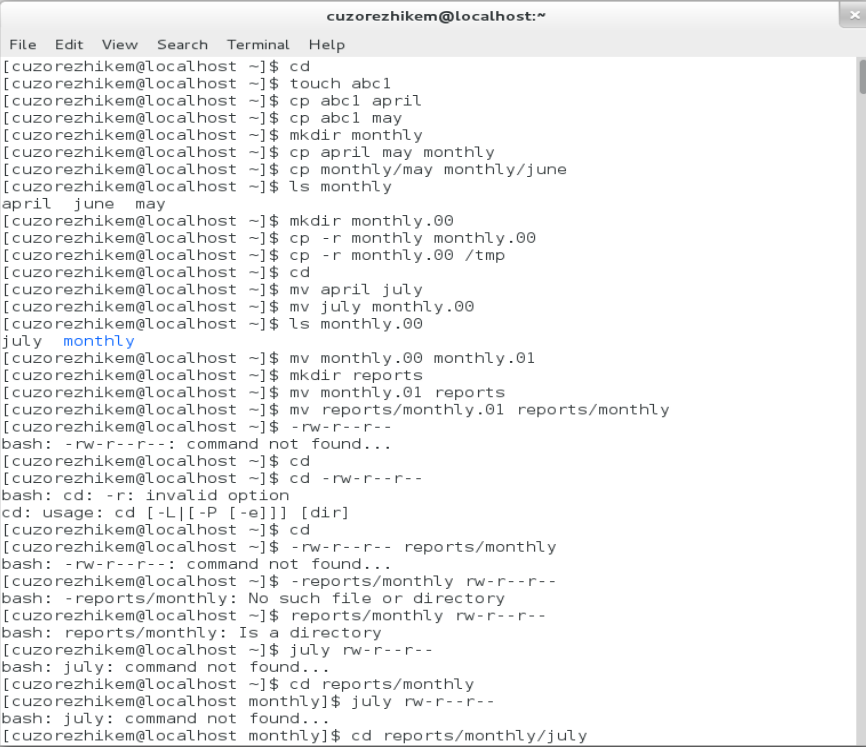 cuzorezhikem@localhost:~
File Edit View Search Terminal Help
[cuzorezhikem@localhost ~]$ cd
[cuzorezhikem@localhost ~]$ touch abc1
[cuzorezhikem@localhost ~]$ cp abc1 april
[cuzorezhikem@localhost ~]$ cp abc1 may
[cuzorezhikem@localhost ~]$ mkdir monthly
[cuzorezhikem@localhost ~]$ cp april may monthly
[cuzorezhikem@localhost ~]$ cp monthly/may monthly/june
[cuzorezhikem@localhost ~]$ ls monthly
april  june  may
[cuzorezhikem@localhost ~]$ mkdir monthly.00
[cuzorezhikem@localhost ~]$ cp -r monthly monthly.00
[cuzorezhikem@localhost ~]$ cp -r monthly.00 /tmp
[cuzorezhikem@localhost ~]$ cd
[cuzorezhikem@localhost ~]$ mv april july
[cuzorezhikem@localhost ~]$ mv july monthly.00
[cuzorezhikem@localhost ~]$ ls monthly.00
july  monthly
[cuzorezhikem@localhost ~]$ mv monthly.00 monthly.01
[cuzorezhikem@localhost ~]$ mkdir reports
[cuzorezhikem@localhost ~]$ mv monthly.01 reports
[cuzorezhikem@localhost ~]$ mv reports/monthly.01 reports/monthly
[cuzorezhikem@localhost ~]$ -rw-r--r--
bash: -rw-r--r--: command not found...
[cuzorezhikem@localhost ~]$ cd
[cuzorezhikem@localhost ~]$ cd -rw-r--r--
bash: cd: -r: invalid option
cd: usage: cd [-L|[-P [-e]]] [dir]
[cuzorezhikem@localhost ~]$ cd
[cuzorezhikem@localhost ~]$ -rw-r--r-- reports/monthly
bash: -rw-r--r--: command not found...
[cuzorezhikem@localhost ~]$ -reports/monthly rw-r--r--
bash: -reports/monthly: No such file or directory
[cuzorezhikem@localhost ~]$ reports/monthly rw-r--r--
bash: reports/monthly: Is a directory
[cuzorezhikem@localhost ~]$ july rw-r--r--
bash: july: command not found...
[cuzorezhikem@localhost ~]$ cd reports/monthly
[cuzorezhikem@localhost monthly]$ july rw-r--r--
bash: july: command not found...
[cuzorezhikem@localhost monthly]$ cd reports/monthly/july